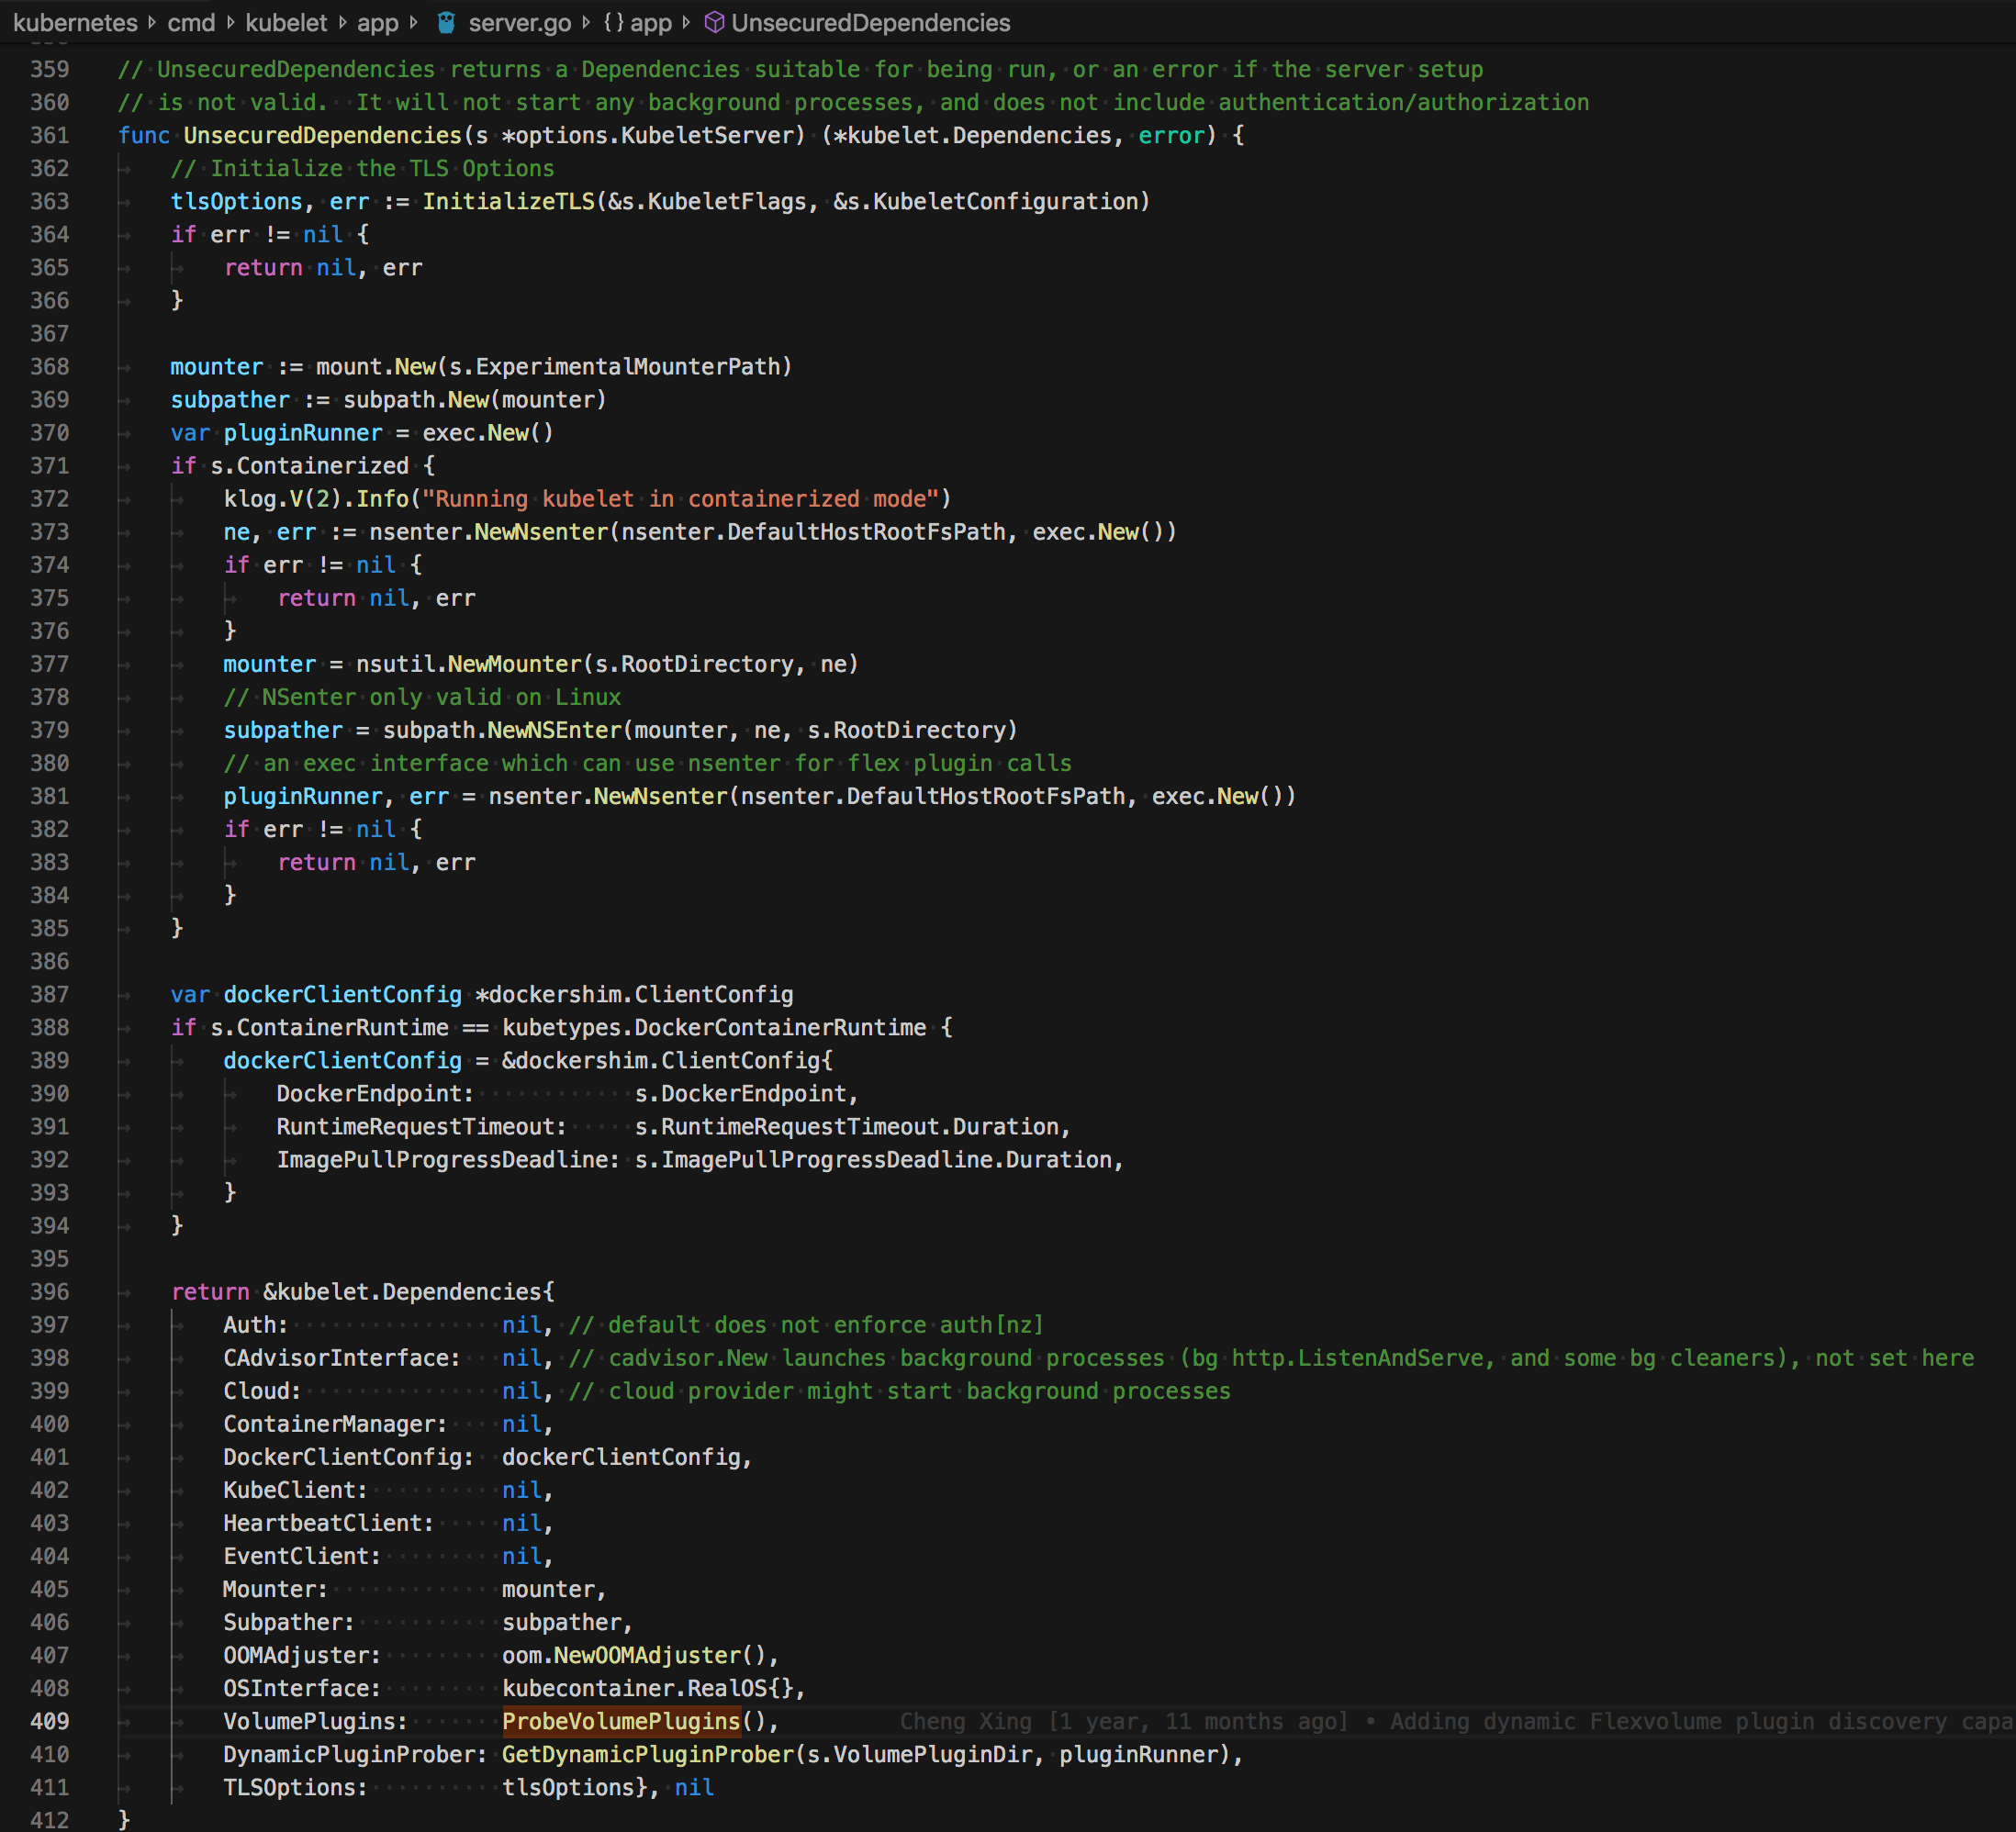 kubernetes › cmd › kubelet › app › server.go › {} app › UnsecuredDependencies
359 // UnsecuredDependencies returns a Dependencies suitable for being run, or an error if the server setup
360 // is not valid.  It will not start any background processes, and does not include authentication/authorization
361 func UnsecuredDependencies(s *options.KubeletServer) (*kubelet.Dependencies, error) {
362     // Initialize the TLS Options
363     tlsOptions, err := InitializeTLS(&s.KubeletFlags, &s.KubeletConfiguration)
364     if err != nil {
365         return nil, err
366     }
367
368     mounter := mount.New(s.ExperimentalMounterPath)
369     subpather := subpath.New(mounter)
370     var pluginRunner = exec.New()
371     if s.Containerized {
372         klog.V(2).Info("Running kubelet in containerized mode")
373         ne, err := nsenter.NewNsenter(nsenter.DefaultHostRootFsPath, exec.New())
374         if err != nil {
375             return nil, err
376         }
377         mounter = nsutil.NewMounter(s.RootDirectory, ne)
378         // NSenter only valid on Linux
379         subpather = subpath.NewNSEnter(mounter, ne, s.RootDirectory)
380         // an exec interface which can use nsenter for flex plugin calls
381         pluginRunner, err = nsenter.NewNsenter(nsenter.DefaultHostRootFsPath, exec.New())
382         if err != nil {
383             return nil, err
384         }
385     }
386
387     var dockerClientConfig *dockershim.ClientConfig
388     if s.ContainerRuntime == kubetypes.DockerContainerRuntime {
389         dockerClientConfig = &dockershim.ClientConfig{
390             DockerEndpoint:            s.DockerEndpoint,
391             RuntimeRequestTimeout:     s.RuntimeRequestTimeout.Duration,
392             ImagePullProgressDeadline: s.ImagePullProgressDeadline.Duration,
393         }
394     }
395
396     return &kubelet.Dependencies{
397         Auth:                nil, // default does not enforce auth[nz]
398         CAdvisorInterface:   nil, // cadvisor.New launches background processes (bg http.ListenAndServe, and some bg cleaners), not set here
399         Cloud:               nil, // cloud provider might start background processes
400         ContainerManager:    nil,
401         DockerClientConfig:  dockerClientConfig,
402         KubeClient:          nil,
403         HeartbeatClient:     nil,
404         EventClient:         nil,
405         Mounter:             mounter,
406         Subpather:           subpather,
407         OOMAdjuster:         oom.NewOOMAdjuster(),
408         OSInterface:         kubecontainer.RealOS{},
409         VolumePlugins:       ProbeVolumePlugins(),         Cheng Xing [1 year, 11 months ago] • Adding dynamic Flexvolume plugin discovery capa
410         DynamicPluginProber: GetDynamicPluginProber(s.VolumePluginDir, pluginRunner),
411         TLSOptions:          tlsOptions}, nil
412 }